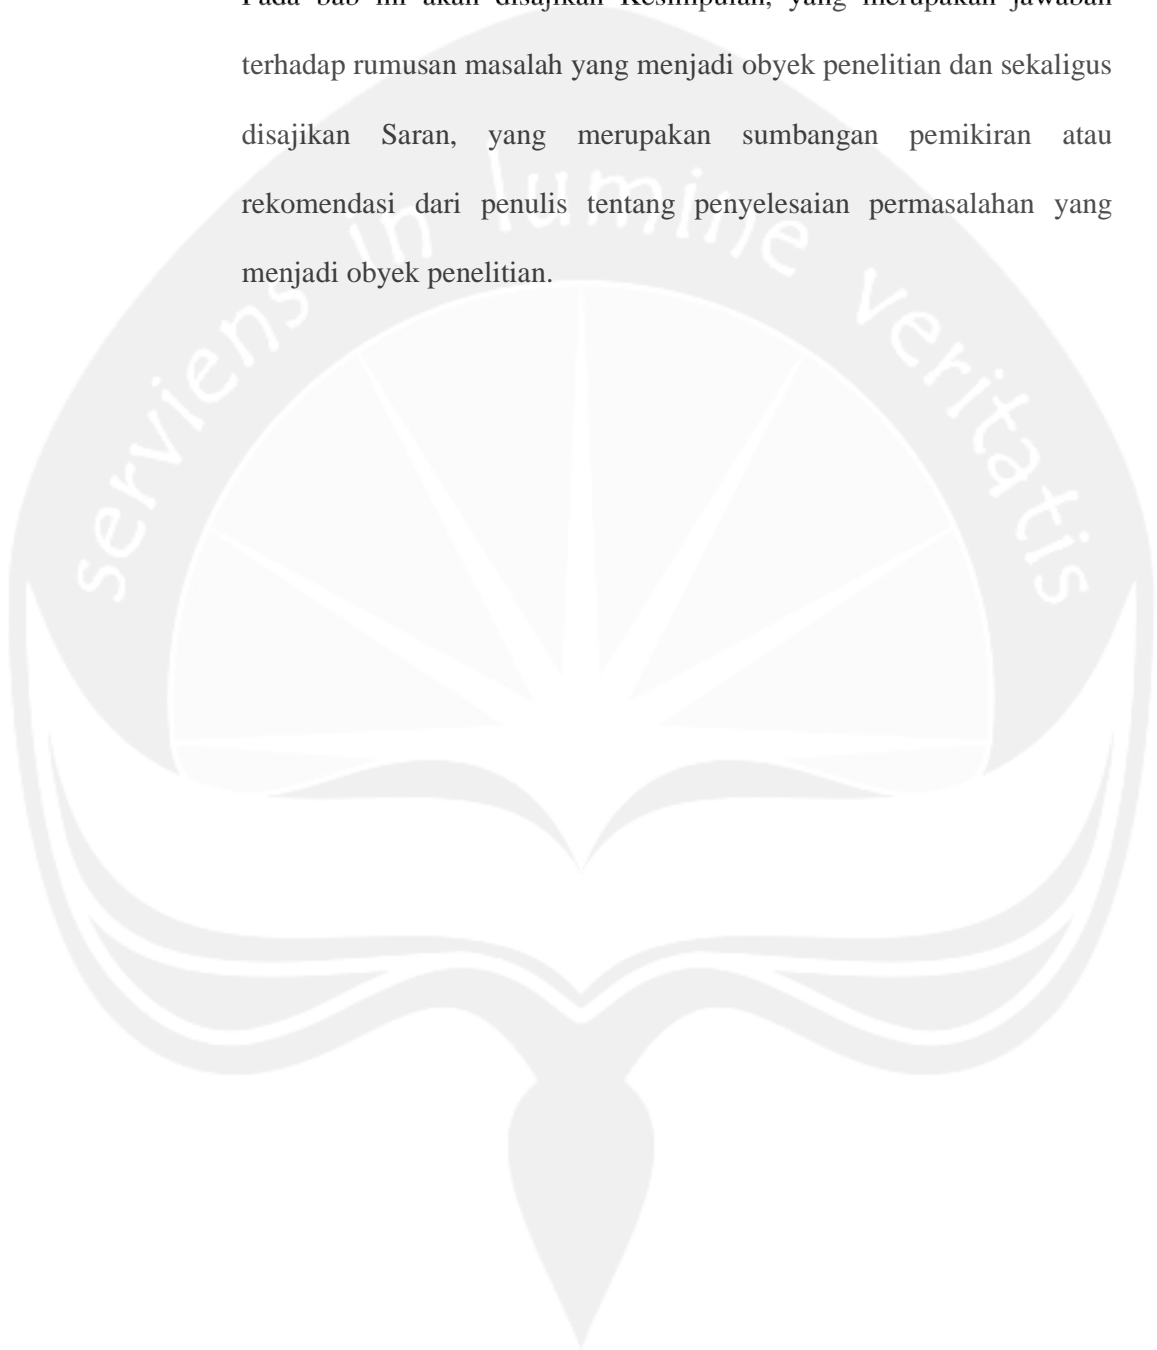 Pada bab ini akan disajikan Kesimpulan, yang merupakan jawaban
terhadap rumusan masalah yang menjadi obyek penelitian dan sekaligus
disajikan Saran, yang merupakan sumbangan pemikiran atau
rekomendasi dari penulis tentang penyelesaian permasalahan yang
menjadi obyek penelitian.
serviens in lumine veritatis